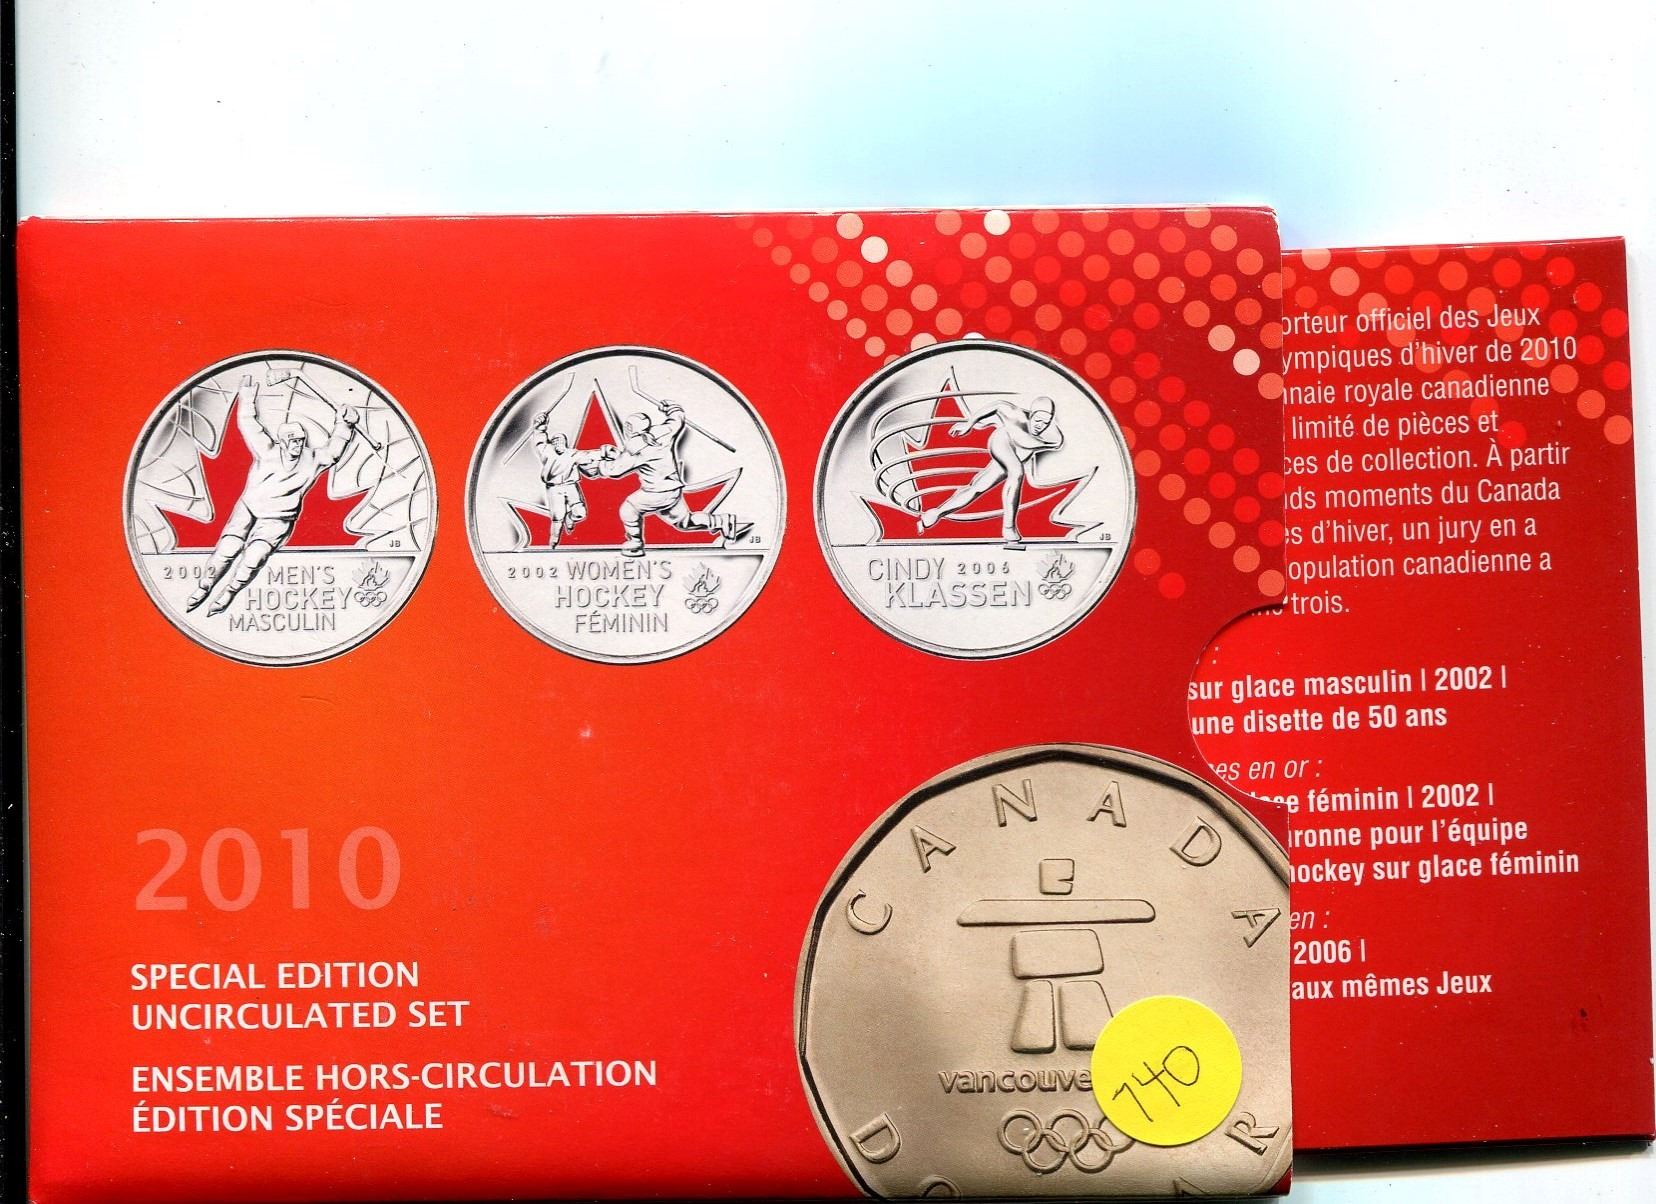 2002 MEN'S
HOCKEY
MASCULIN
JB
2002 WOMEN'S
HOCKEY
FÉMININ
JB
CINDY 2006
KLASSEN
JB
2010
SPECIAL EDITION
UNCIRCULATED SET
ENSEMBLE HORS-CIRCULATION
ÉDITION SPÉCIALE
CANADA
vancouve
D
AR
740
orteur officiel des Jeux
ympiques d'hiver de 2010
nnaie royale canadienne
limité de pièces et
ces de collection. À partir
nds moments du Canada
es d'hiver, un jury en a
opulation canadienne a
trois.
:
sur glace masculin | 2002 |
une disette de 50 ans
es en or :
ace féminin | 2002 |
ronne pour l'équipe
hockey sur glace féminin
en :
2006 |
aux mêmes Jeux